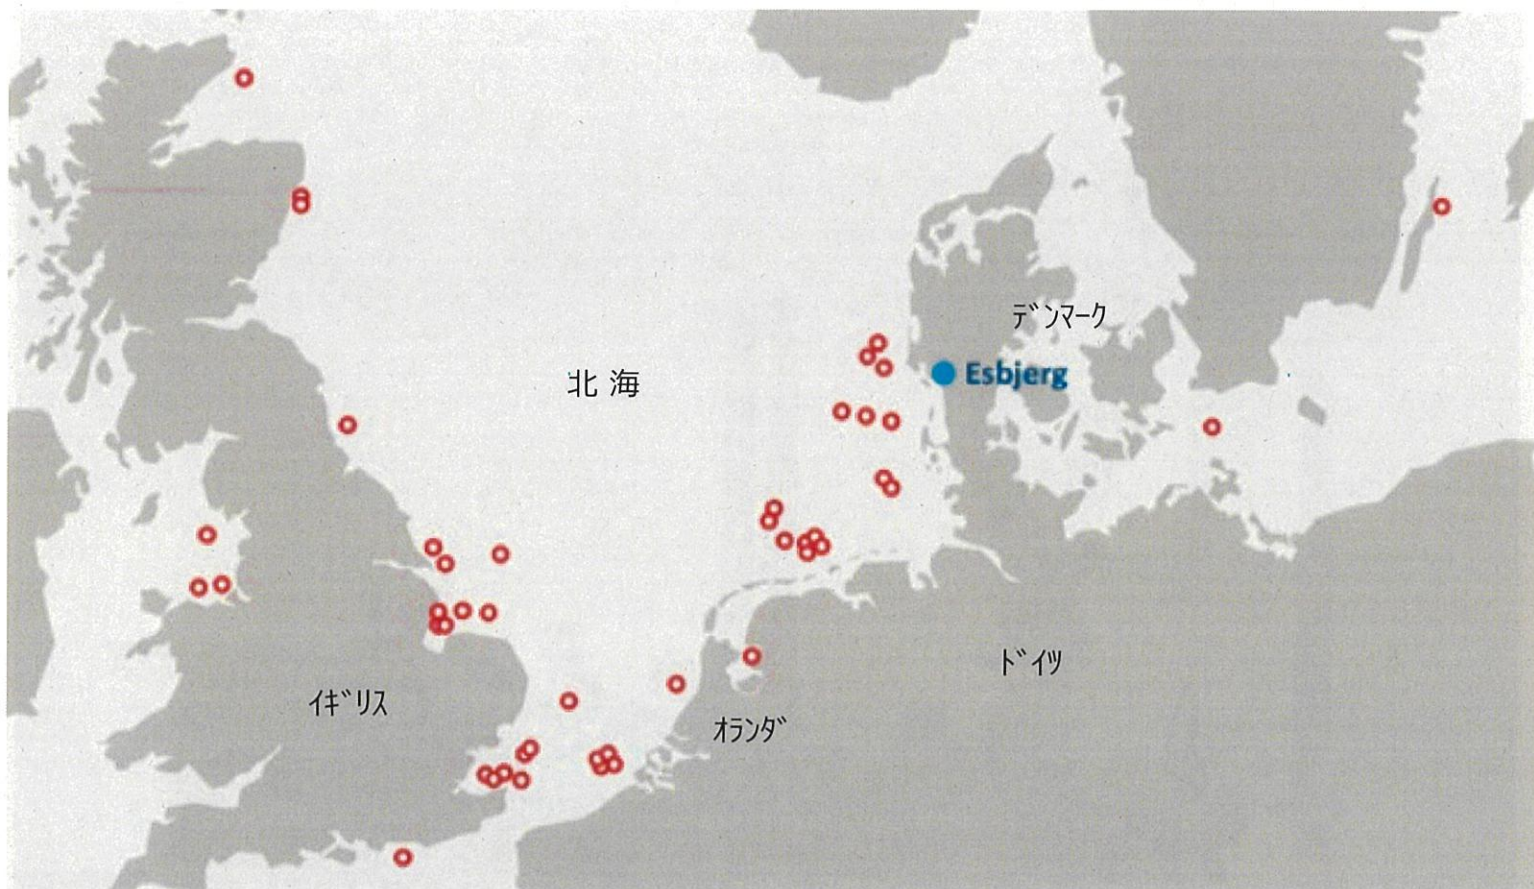 デンマーク
Esbjerg
北 海
ドイツ
イギリス
オランダ